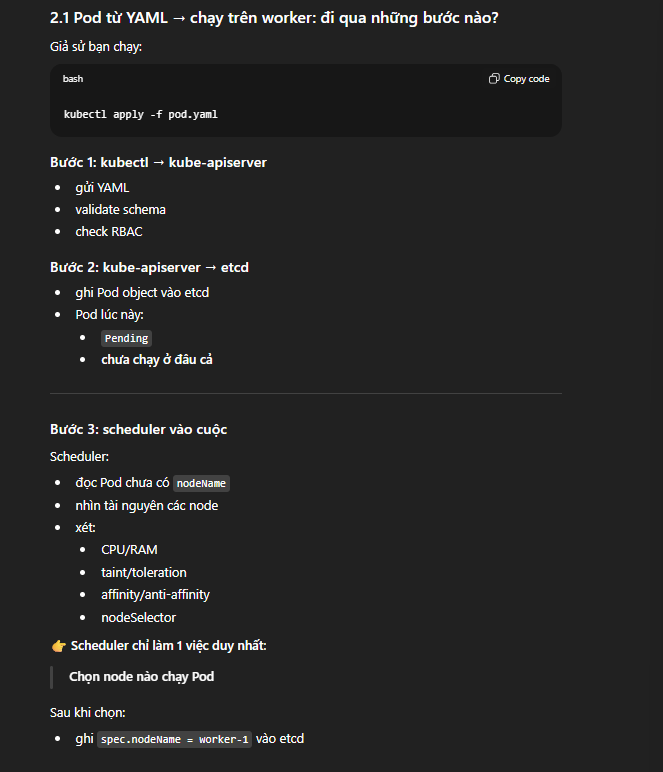 2.1 Pod từ YAML → chạy trên worker: đi qua những bước nào?
Giả sử bạn chạy:
bash
Copy code
kubectl apply -f pod.yaml
Bước 1: kubectl → kube-apiserver
• gửi YAML
• validate schema
• check RBAC
Bước 2: kube-apiserver → etcd
• ghi Pod object vào etcd
• Pod lúc này:
• Pending
• chưa chạy ở đâu cả
Bước 3: scheduler vào cuộc
Scheduler:
• đọc Pod chưa có nodeName
• nhìn tài nguyên các node
• xét:
• CPU/RAM
• taint/toleration
• affinity/anti-affinity
• nodeSelector
👉 Scheduler chỉ làm 1 việc duy nhất:
Chọn node nào chạy Pod
Sau khi chọn:
• ghi spec.nodeName = worker-1 vào etcd